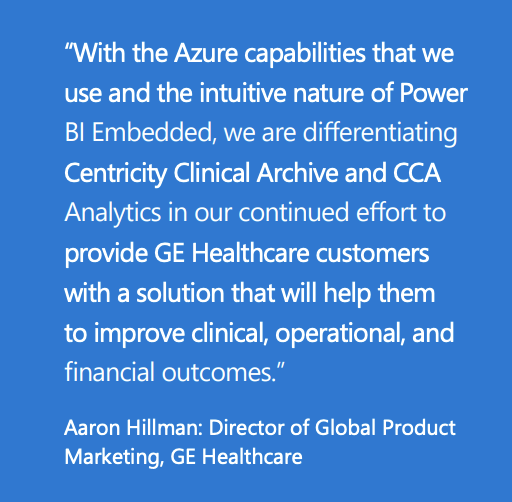 “With the Azure capabilities that we
use and the intuitive nature of Power
BI Embedded, we are differentiating
Centricity Clinical Archive and CCA
Analytics in our continued effort to
provide GE Healthcare customers
with a solution that will help them
to improve clinical, operational, and
financial outcomes.”
Aaron Hillman: Director of Global Product
Marketing, GE Healthcare